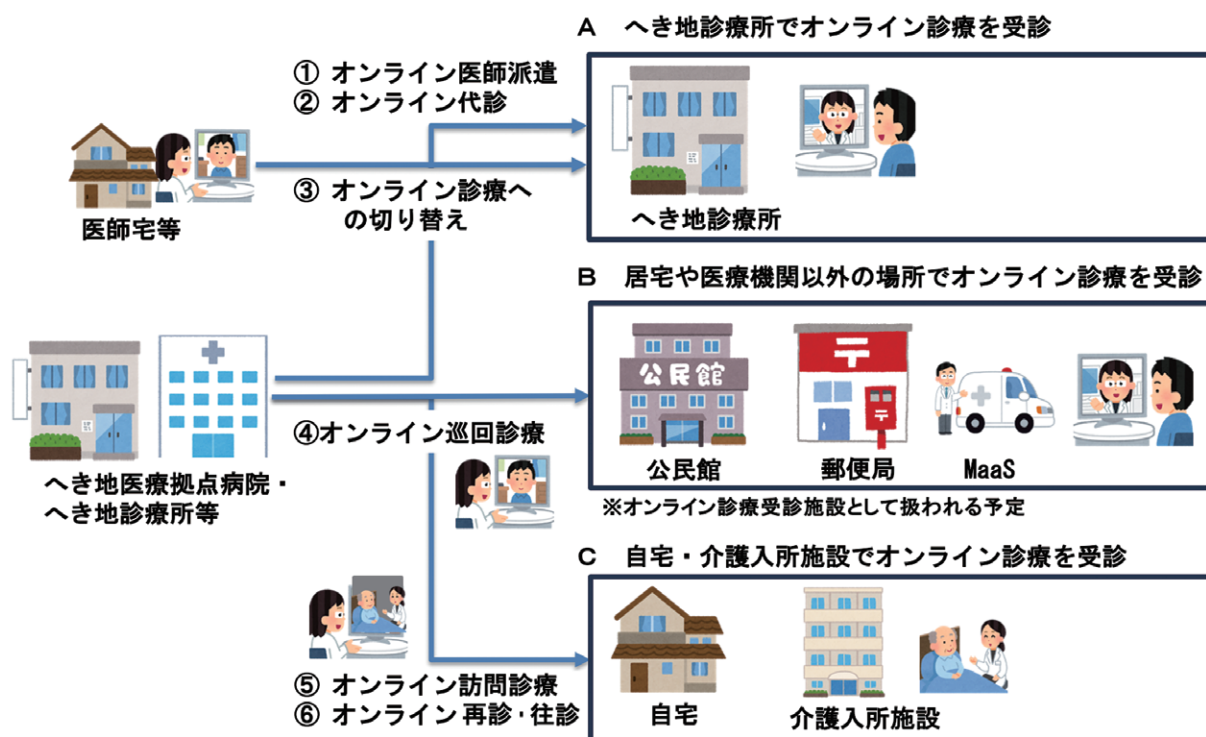 A　へき地診療所でオンライン診療を受診
① オンライン医師派遣
② オンライン代診
③ オンライン診療へ
の切り替え
医師宅等
へき地診療所
B　居宅や医療機関以外の場所でオンライン診療を受診
公民館
公民館
郵便局
MaaS
※オンライン診療受診施設として扱われる予定
④オンライン巡回診療
へき地医療拠点病院・
へき地診療所等
C　自宅・介護入所施設でオンライン診療を受診
⑤ オンライン訪問診療
⑥ オンライン再診・往診
自宅
介護入所施設